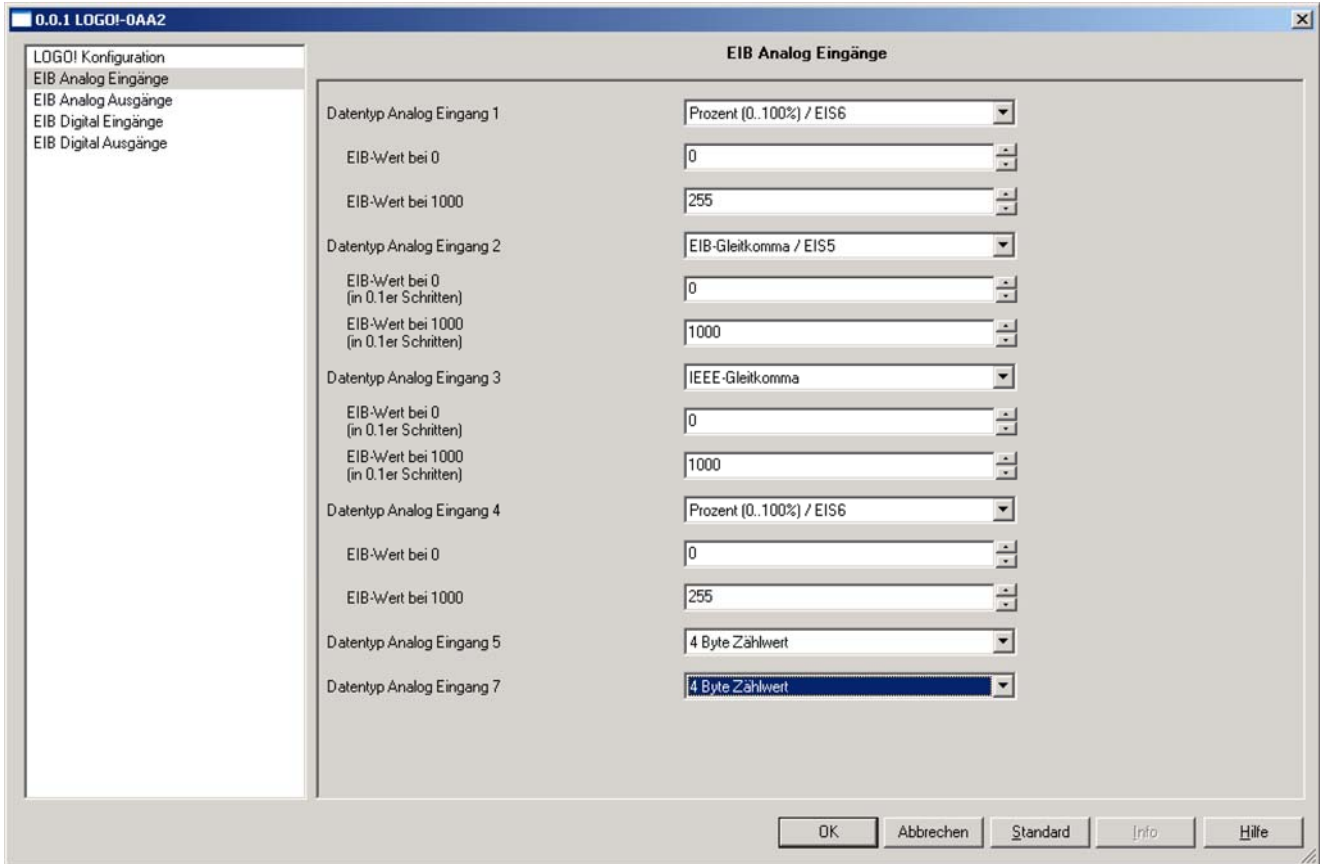 0.0.1 LOGO!-0AA2
LOGO! Konfiguration
EIB Analog Eingänge
EIB Analog Ausgänge
EIB Digital Eingänge
EIB Digital Ausgänge
EIB Analog Eingänge
Datentyp Analog Eingang 1 Prozent (0..100%) / EIS6
EIB-Wert bei 0 0
EIB-Wert bei 1000 255
Datentyp Analog Eingang 2 EIB-Gleitkomma / EIS5
EIB-Wert bei 0
(in 0.1er Schritten) 0
EIB-Wert bei 1000
(in 0.1er Schritten) 1000
Datentyp Analog Eingang 3 IEEE-Gleitkomma
EIB-Wert bei 0
(in 0.1er Schritten) 0
EIB-Wert bei 1000
(in 0.1er Schritten) 1000
Datentyp Analog Eingang 4 Prozent (0..100%) / EIS6
EIB-Wert bei 0 0
EIB-Wert bei 1000 255
Datentyp Analog Eingang 5 4 Byte Zählwert
Datentyp Analog Eingang 7 4 Byte Zählwert
OK Abbrechen Standard Info Hilfe